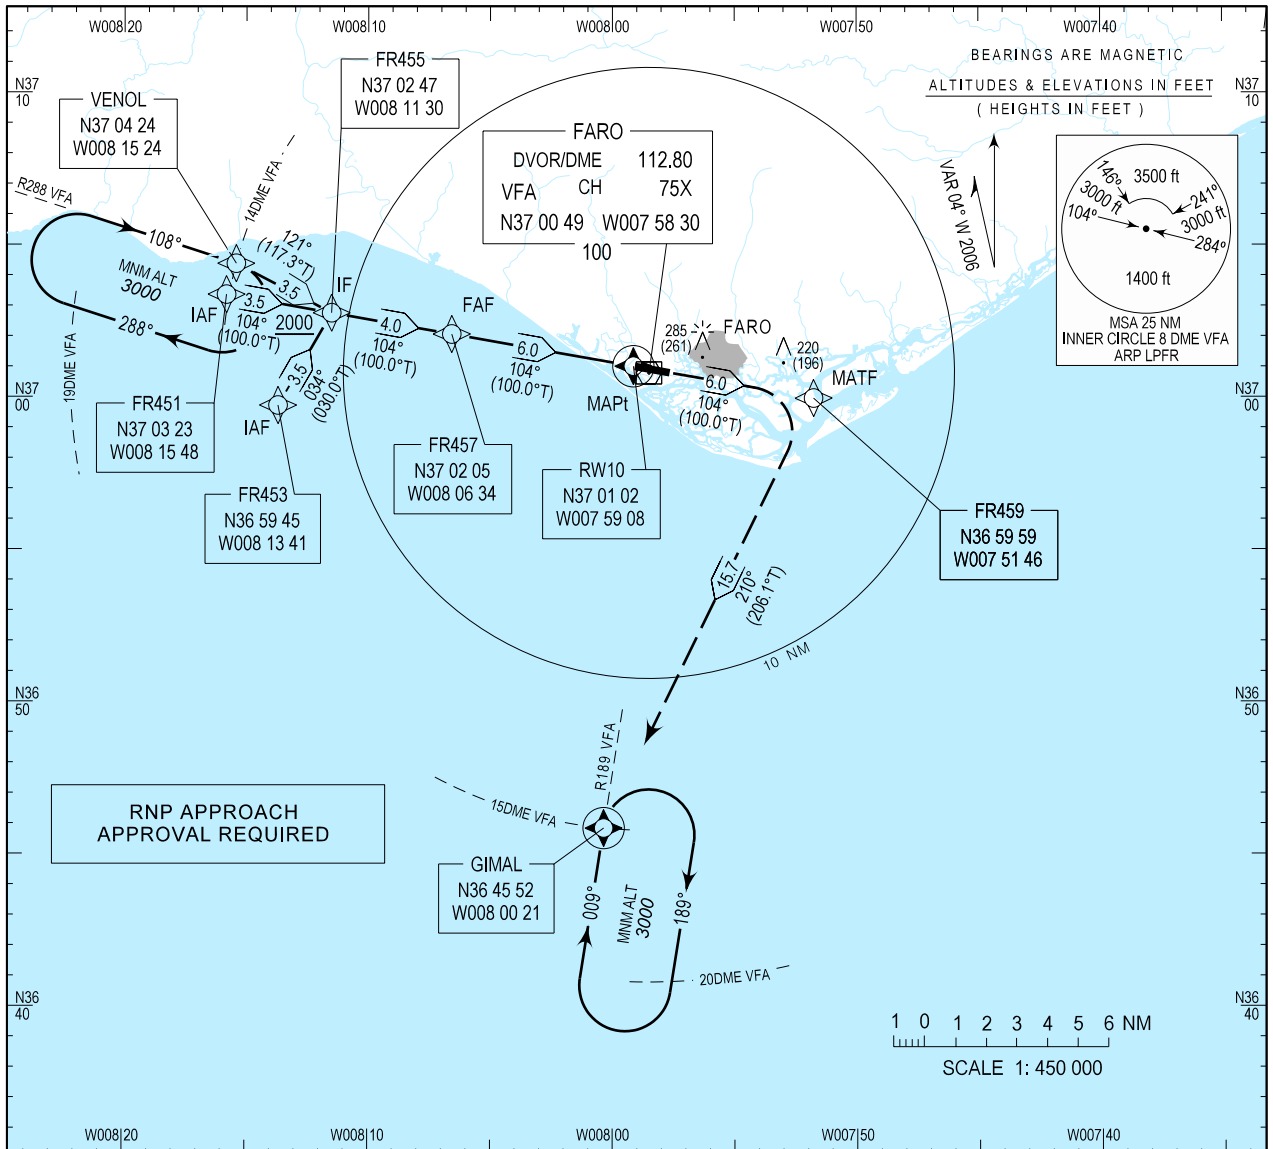 W008 20
W008 10
W008 00
W007 50
W007 40
N37
10
N37
10
BEARINGS ARE MAGNETIC
ALTITUDES & ELEVATIONS IN FEET
( HEIGHTS IN FEET )
VAR 04° W 2006
146°
3000 ft
3500 ft
241°
3000 ft
104°
284°
1400 ft
MSA 25 NM
INNER CIRCLE 8 DME VFA
ARP LPFR
FR455
N37 02 47
W008 11 30
VENOL
N37 04 24
W008 15 24
FARO
DVOR/DME 112.80
VFA CH 75X
N37 00 49 W007 58 30
100
R288 VFA
14DME VFA
108°
121°
(117.3°T)
3.5
MNM ALT
3000
288°
19DME VFA
IAF
3.5
104°
(100.0°T)
2000
IF
4.0
104°
(100.0°T)
FAF
6.0
104°
(100.0°T)
MAPt
285
(261)
FARO
220
(196)
6.0
104°
(100.0°T)
MATF
IAF
3.5
034°
(030.0°T)
N37
00
N37
00
FR451
N37 03 23
W008 15 48
FR453
N36 59 45
W008 13 41
FR457
N37 02 05
W008 06 34
RW10
N37 01 02
W007 59 08
FR459
N36 59 59
W007 51 46
15.7
210°
(206.1°T)
10 NM
N36
50
N36
50
R189 VFA
15DME VFA
RNP APPROACH
APPROVAL REQUIRED
GIMAL
N36 45 52
W008 00 21
009°
MNM ALT
3000
189°
20DME VFA
N36
40
N36
40
1 0 1 2 3 4 5 6 NM
SCALE 1: 450 000
W008 20
W008 10
W008 00
W007 50
W007 40